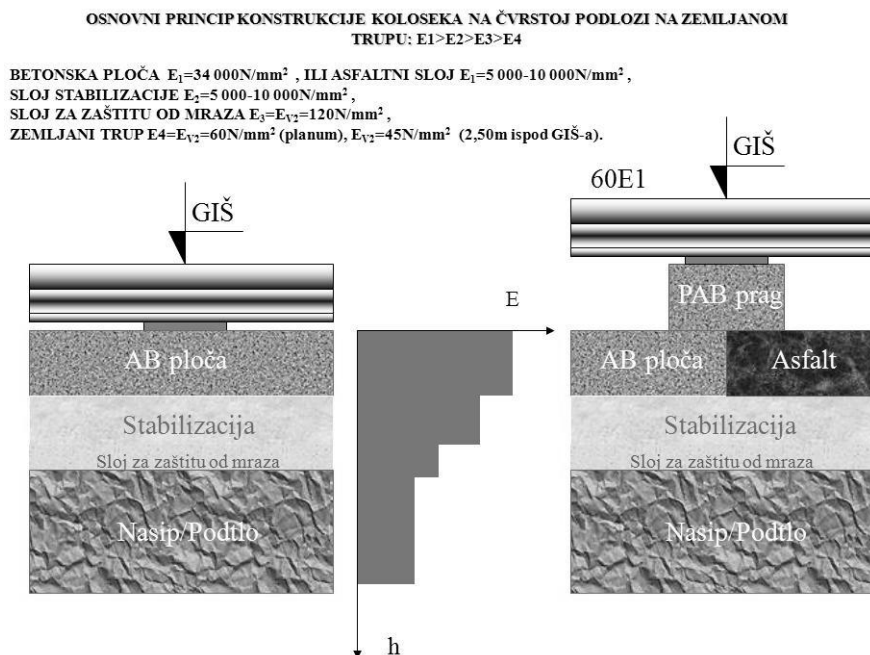 OSNOVNI PRINCIP KONSTRUKCIJE KOLOSEKA NA ČVRSTOJ PODLOZI NA ZEMLJANOM
TRUPU: E1>E2>E3>E4
BETONSKA PLOČA E₁=34 000N/mm² , ILI ASFALTNI SLOJ E₁=5 000-10 000N/mm² ,
SLOJ STABILIZACIJE E₂=5 000-10 000N/mm² ,
SLOJ ZA ZAŠTITU OD MRAZA E₃=E_V2=120N/mm² ,
ZEMLJANI TRUP E4=E_V2=60N/mm² (planum), E_V2=45N/mm² (2,50m ispod GIŠ-a).
GIŠ
AB ploča
Stabilizacija
Sloj za zaštitu od mraza
Nasip/Podtlo
E
h
GIŠ
60E1
PAB prag
AB ploča
Asfalt
Stabilizacija
Sloj za zaštitu od mraza
Nasip/Podtlo